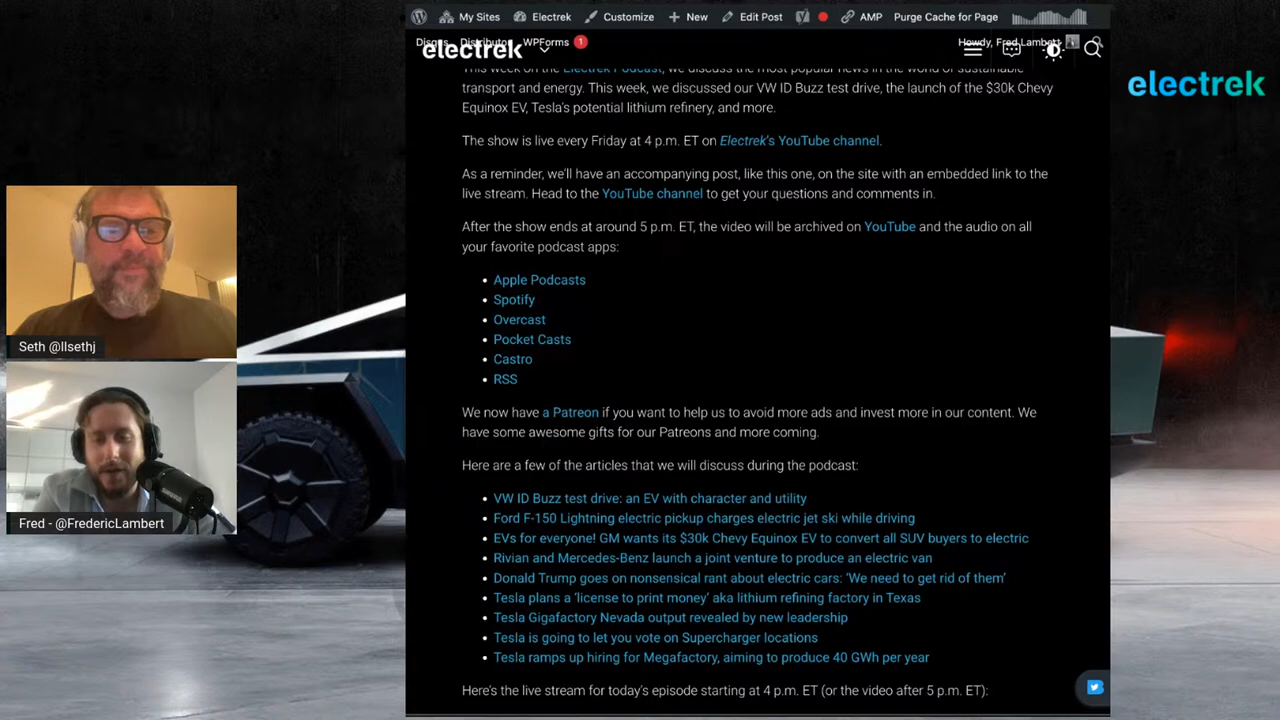 My Sites Electrek Customize New Edit Post AMP Purge Cache for Page
Disqus Distributor WPForms 1 Howdy, Fred Lambert
electrek
electrek
This week on the Electrek Podcast, we discuss the most popular news in the world of sustainable
transport and energy. This week, we discussed our VW ID Buzz test drive, the launch of the $30k Chevy
Equinox EV, Tesla's potential lithium refinery, and more.
The show is live every Friday at 4 p.m. ET on Electrek's YouTube channel.
As a reminder, we'll have an accompanying post, like this one, on the site with an embedded link to the
live stream. Head to the YouTube channel to get your questions and comments in.
After the show ends at around 5 p.m. ET, the video will be archived on YouTube and the audio on all
your favorite podcast apps:
Apple Podcasts
Spotify
Overcast
Pocket Casts
Castro
RSS
We now have a Patreon if you want to help us to avoid more ads and invest more in our content. We
have some awesome gifts for our Patreons and more coming.
Here are a few of the articles that we will discuss during the podcast:
VW ID Buzz test drive: an EV with character and utility
Ford F-150 Lightning electric pickup charges electric jet ski while driving
EVs for everyone! GM wants its $30k Chevy Equinox EV to convert all SUV buyers to electric
Rivian and Mercedes-Benz launch a joint venture to produce an electric van
Donald Trump goes on nonsensical rant about electric cars: 'We need to get rid of them'
Tesla plans a 'license to print money' aka lithium refining factory in Texas
Tesla Gigafactory Nevada output revealed by new leadership
Tesla is going to let you vote on Supercharger locations
Tesla ramps up hiring for Megafactory, aiming to produce 40 GWh per year
Here's the live stream for today's episode starting at 4 p.m. ET (or the video after 5 p.m. ET):
Seth @llsethj
Fred - @FredericLambert